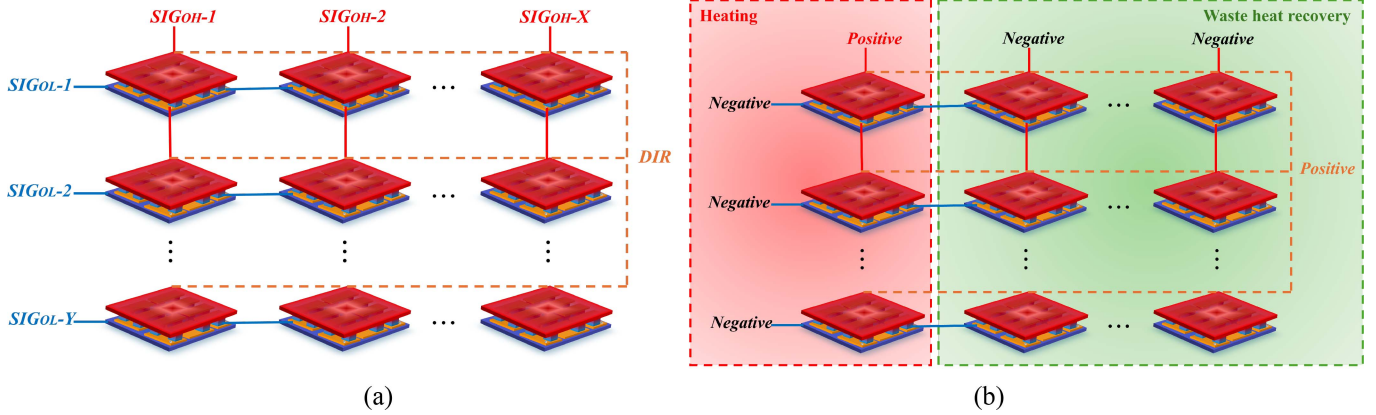 SIGOH-1 SIGOH-2 SIGOH-X
SIGOL-1
...
DIR
SIGOL-2
...
SIGOL-Y
...
(a)
Heating
Waste heat recovery
Positive Negative Negative
Negative
...
Positive
Negative
...
Negative
...
(b)